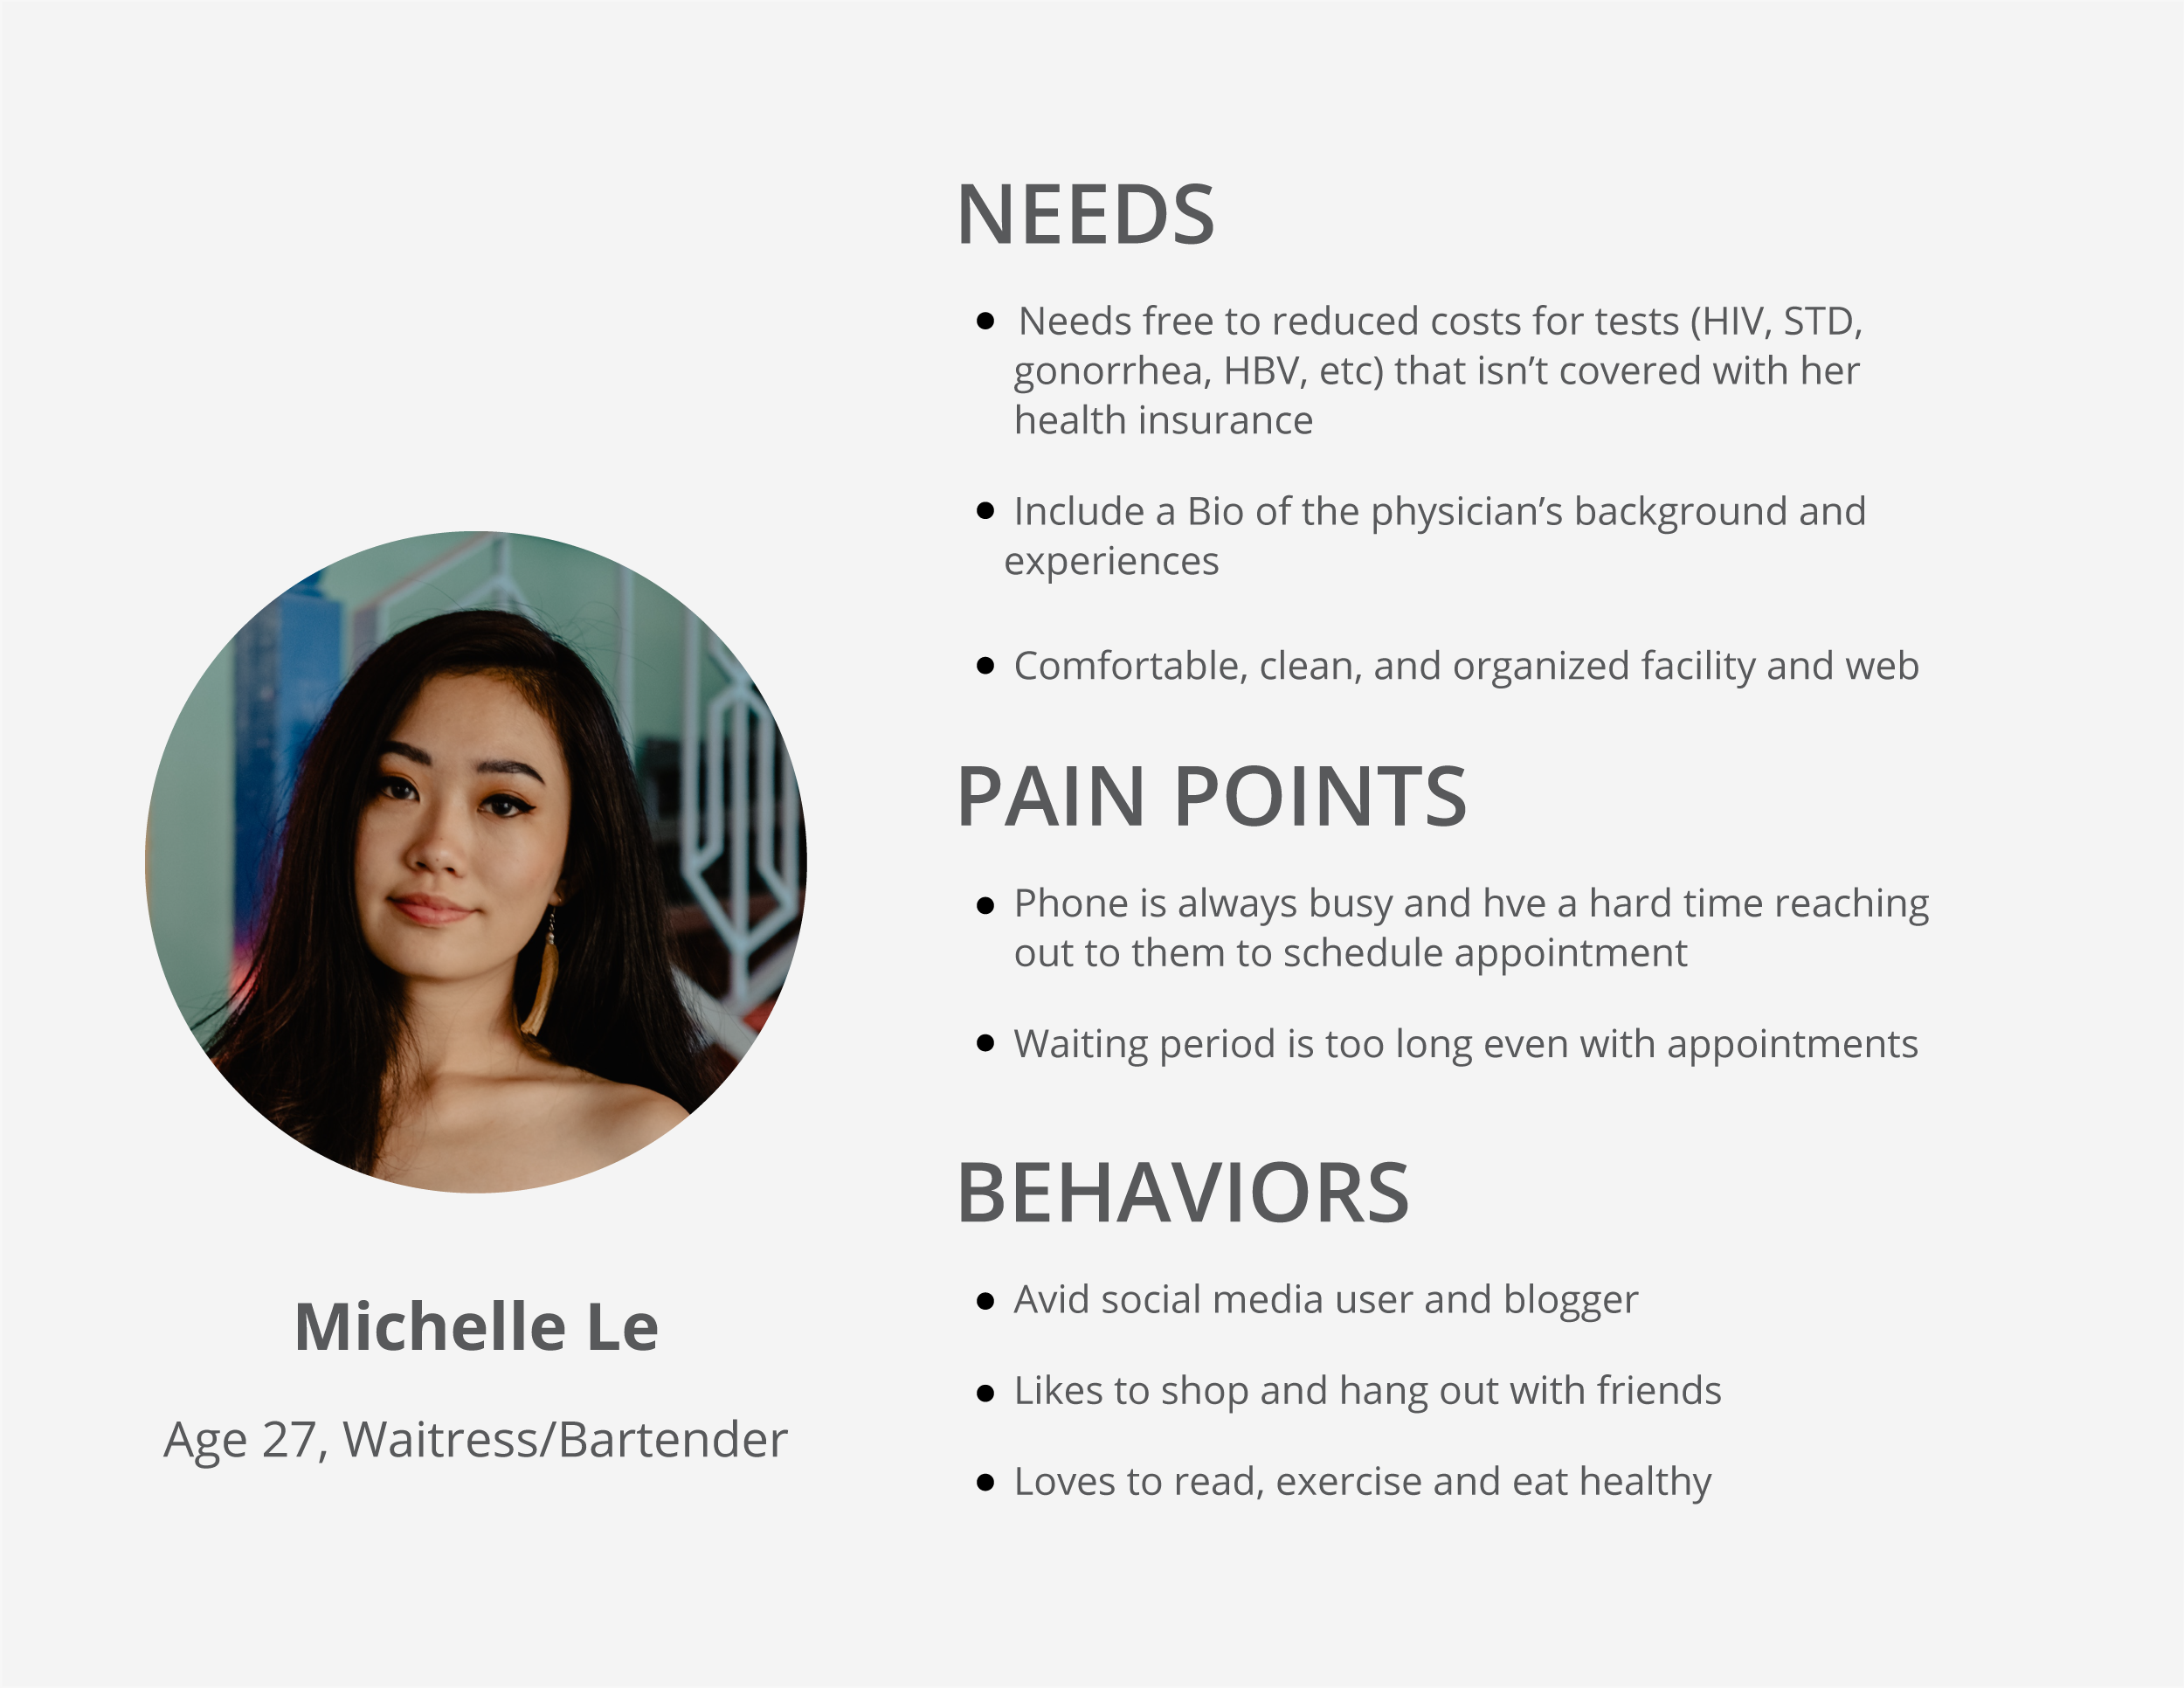 NEEDS
● Needs free to reduced costs for tests (HIV, STD,
gonorrhea, HBV, etc) that isn’t covered with her
health insurance
● Include a Bio of the physician’s background and
experiences
● Comfortable, clean, and organized facility and web
PAIN POINTS
● Phone is always busy and hve a hard time reaching
out to them to schedule appointment
● Waiting period is too long even with appointments
BEHAVIORS
● Avid social media user and blogger
● Likes to shop and hang out with friends
● Loves to read, exercise and eat healthy
Michelle Le
Age 27, Waitress/Bartender